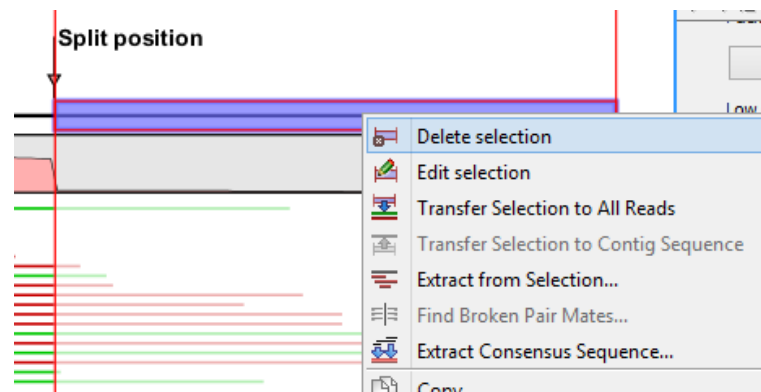 Split position
Low
Delete selection
Edit selection
Transfer Selection to All Reads
Transfer Selection to Contig Sequence
Extract from Selection...
Find Broken Pair Mates...
Extract Consensus Sequence...
Copy